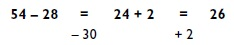 54 – 28 = 24 + 2 = 26
– 30 + 2